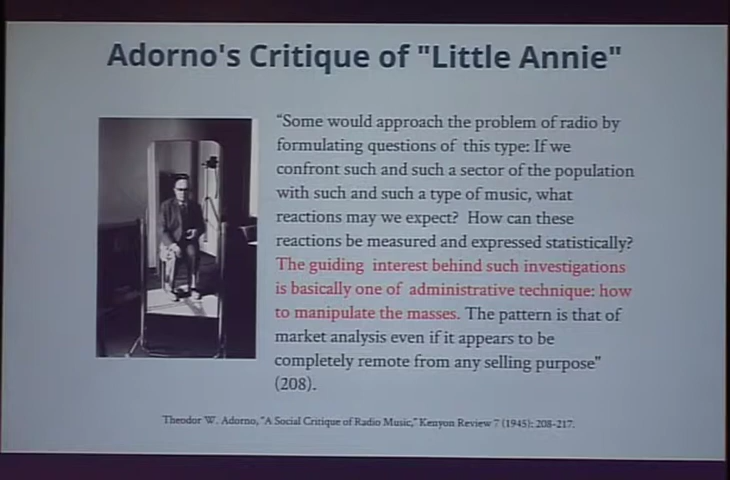 Adorno's Critique of "Little Annie"
“Some would approach the problem of radio by
formulating questions of this type: If we
confront such and such a sector of the population
with such and such a type of music, what
reactions may we expect? How can these
reactions be measured and expressed statistically?
The guiding interest behind such investigations
is basically one of administrative technique: how
to manipulate the masses. The pattern is that of
market analysis even if it appears to be
completely remote from any selling purpose”
(208).
Theodor W. Adorno, "A Social Critique of Radio Music," Kenyon Review 7 (1945): 208-217.